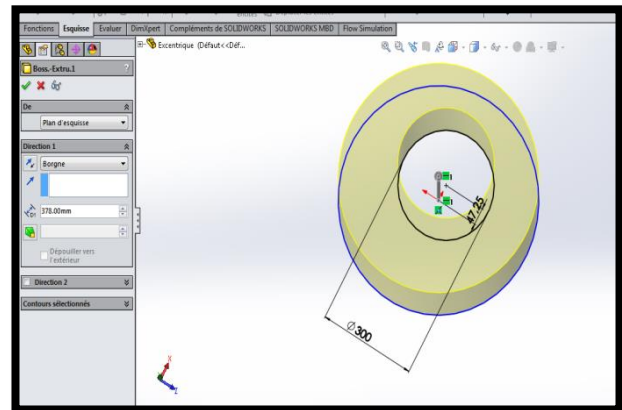 Fonctions Esquisse Evaluer DimXpert Compléments de SOLIDWORKS SOLIDWORKS MBD Flow Simulation
Excentrique (Défaut<<Déf...
Boss.-Extru.1 ?
De
Plan d'esquisse
Direction 1
Borgne
D1 378.00mm
Dépouiller vers l'extérieur
Direction 2
Contours sélectionnés
47.25
Ø300
X
Z